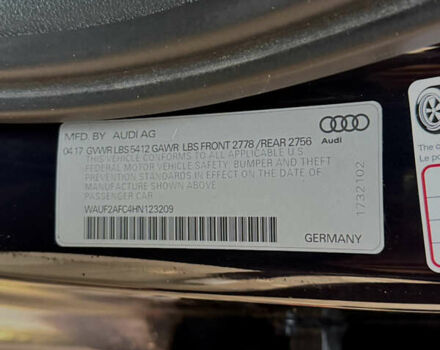 MFD. BY AUDI AG
04 17 GVWR LBS 5412 GAWR LBS FRONT 2778 /REAR 2756
THIS VEHICLE CONFORMS TO ALL APPLICABLE U.S
FEDERAL MOTOR VEHICLE SAFETY, BUMPER AND THEFT
PREVENTION STANDARDS IN EFFECT ON THE DATE OF
MANUFACTURE SHOWN ABOVE.
PASSENGER CAR
WAUF2AFC4HN123209
GERMANY
Audi
1732102
The co